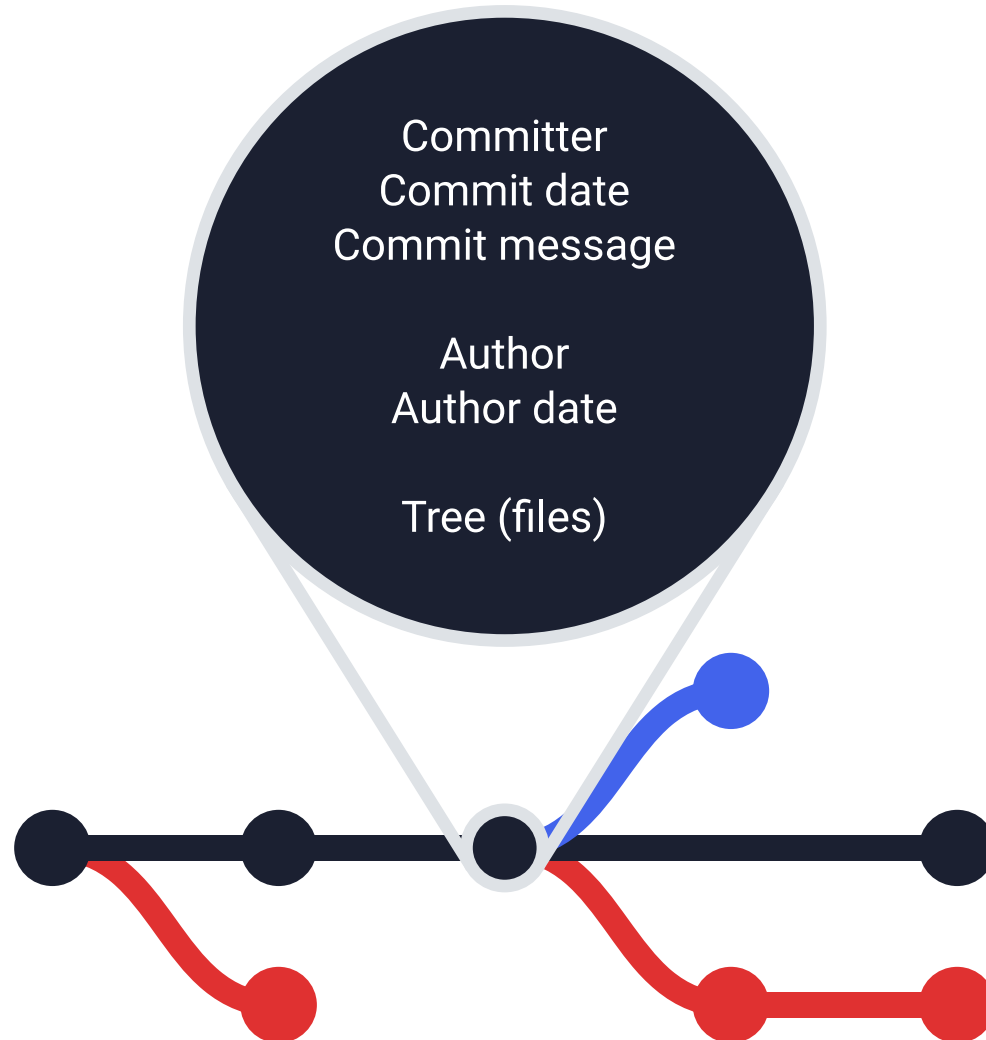 Committer
Commit date
Commit message
Author
Author date
Tree (files)